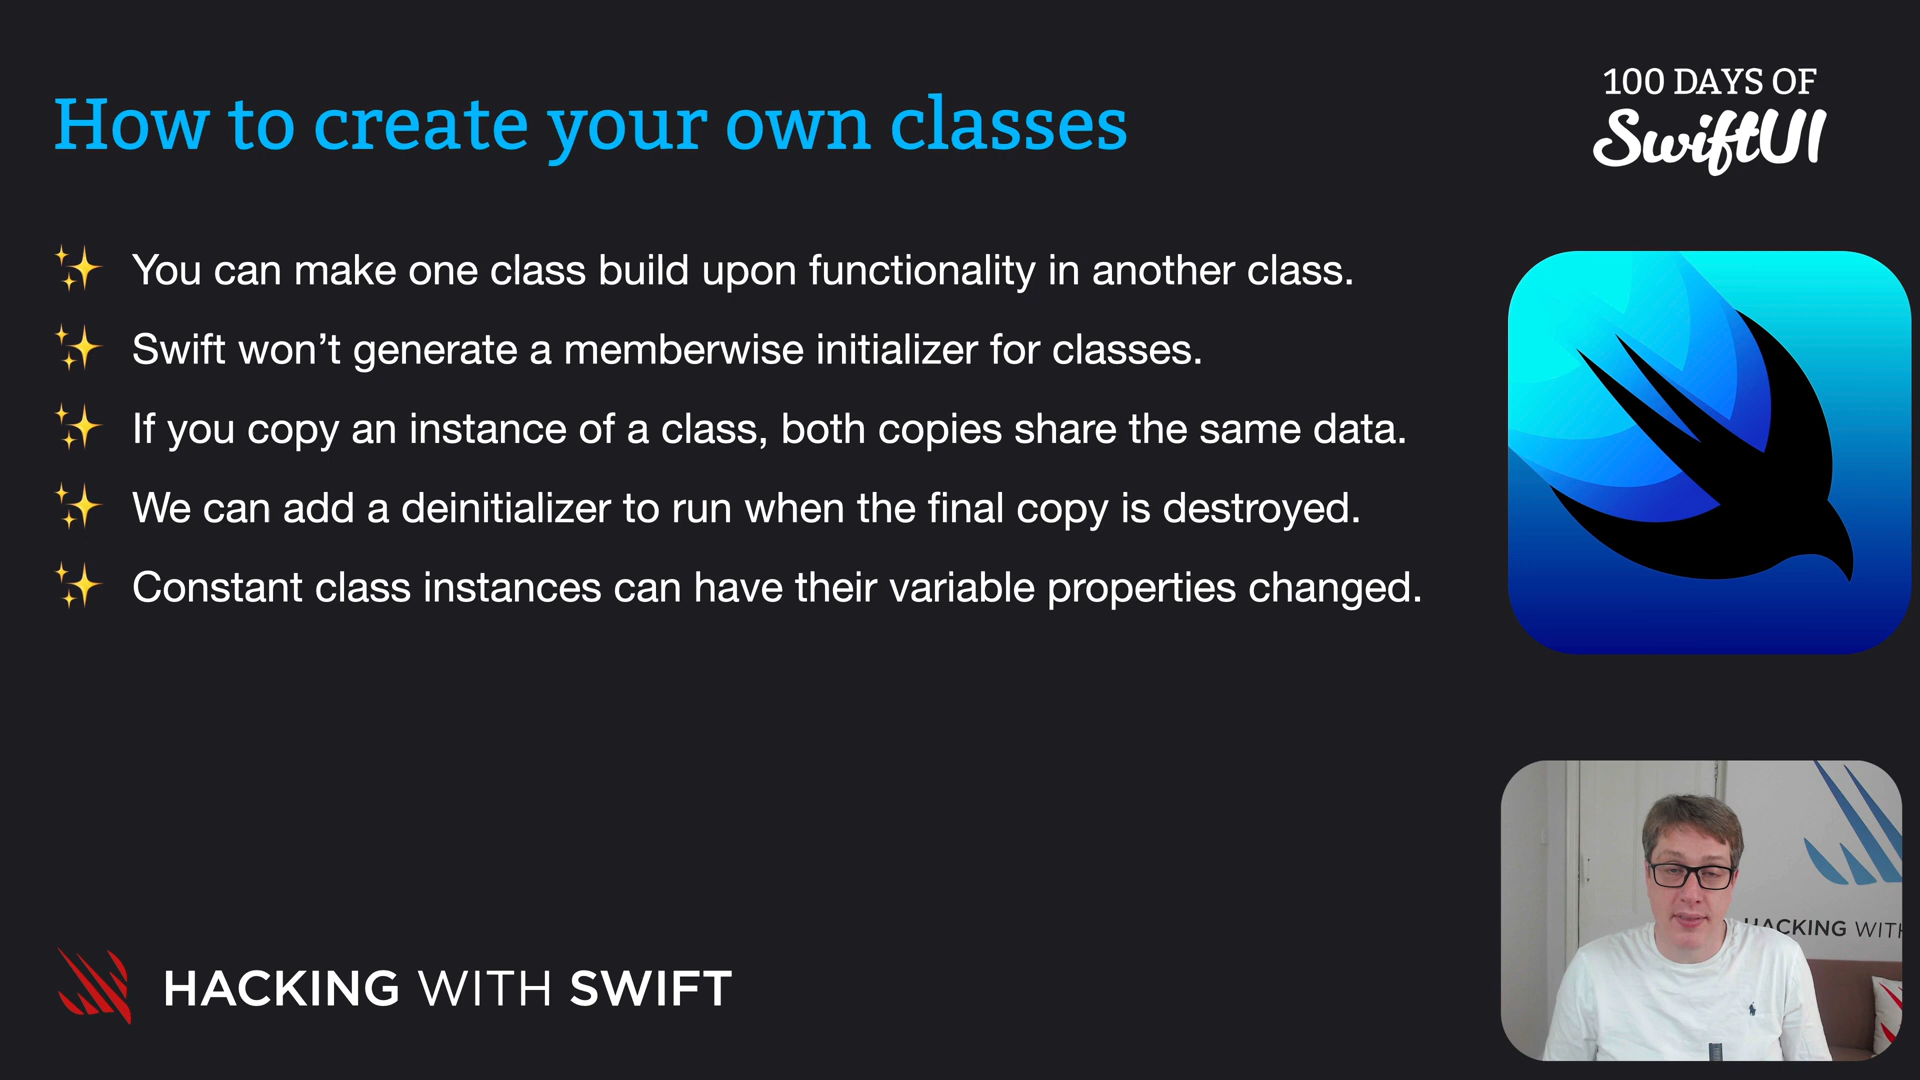 How to create your own classes
100 DAYS OF
SwiftUI
You can make one class build upon functionality in another class.
Swift won’t generate a memberwise initializer for classes.
If you copy an instance of a class, both copies share the same data.
We can add a deinitializer to run when the final copy is destroyed.
Constant class instances can have their variable properties changed.
HACKING WITH SWIFT
HACKING WITH